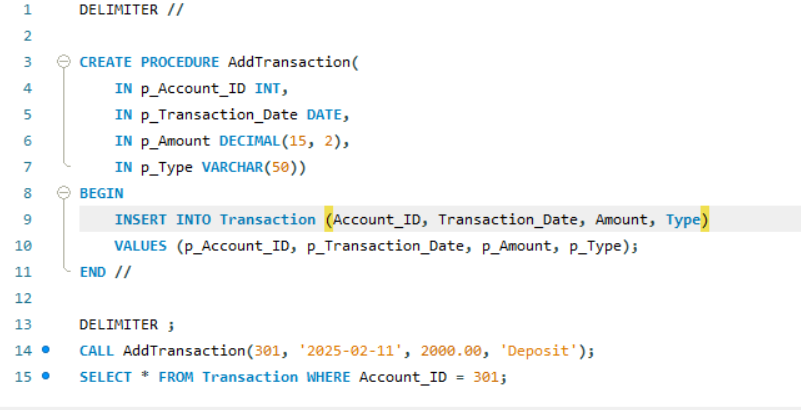 1 DELIMITER //
2
3 CREATE PROCEDURE AddTransaction(
4 IN p_Account_ID INT,
5 IN p_Transaction_Date DATE,
6 IN p_Amount DECIMAL(15, 2),
7 IN p_Type VARCHAR(50))
8 BEGIN
9 INSERT INTO Transaction (Account_ID, Transaction_Date, Amount, Type)
10 VALUES (p_Account_ID, p_Transaction_Date, p_Amount, p_Type);
11 END //
12
13 DELIMITER ;
14 CALL AddTransaction(301, '2025-02-11', 2000.00, 'Deposit');
15 SELECT * FROM Transaction WHERE Account_ID = 301;